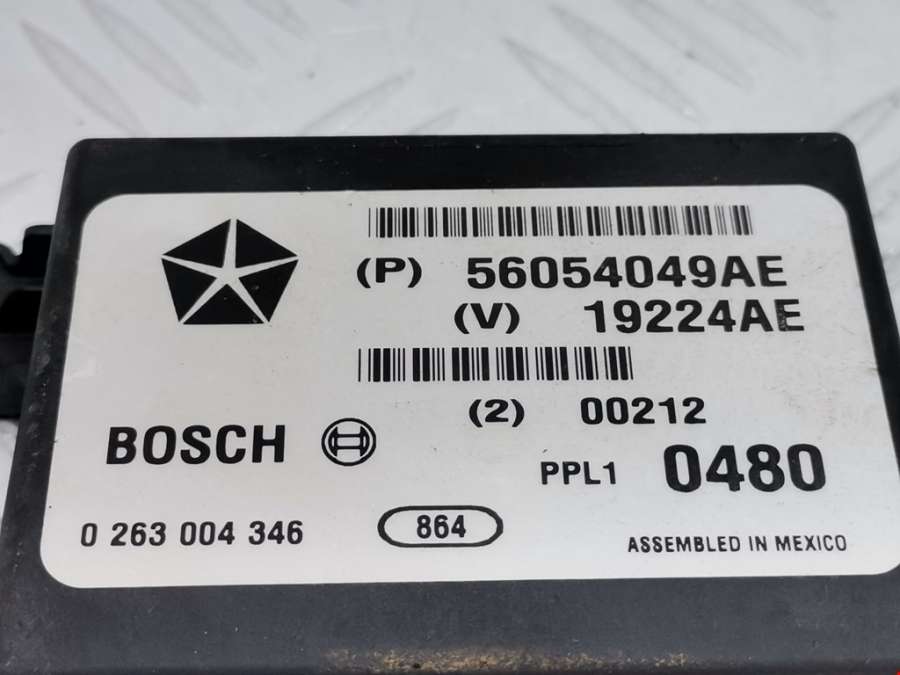 (P) 56054049AE
(V) 19224AE
(2) 00212
BOSCH
PPL1 0480
0 263 004 346
864
ASSEMBLED IN MEXICO